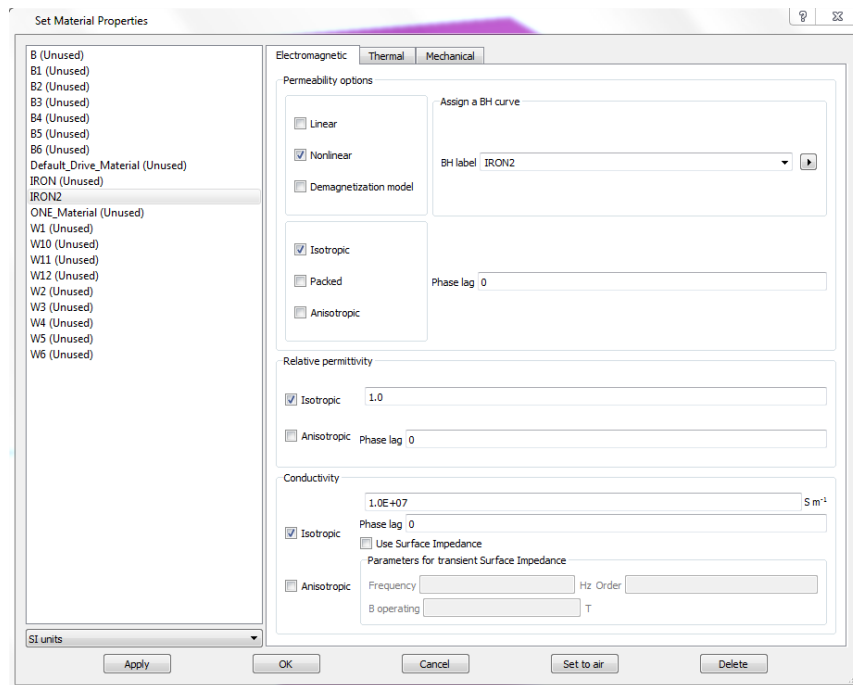 Set Material Properties
B (Unused)
B1 (Unused)
B2 (Unused)
B3 (Unused)
B4 (Unused)
B5 (Unused)
B6 (Unused)
Default_Drive_Material (Unused)
IRON (Unused)
IRON2
ONE_Material (Unused)
W1 (Unused)
W10 (Unused)
W11 (Unused)
W12 (Unused)
W2 (Unused)
W3 (Unused)
W4 (Unused)
W5 (Unused)
W6 (Unused)
SI units
Electromagnetic Thermal Mechanical
Permeability options
Linear
Nonlinear
Demagnetization model
Assign a BH curve
BH label IRON2
Isotropic
Packed
Anisotropic
Phase lag 0
Relative permittivity
Isotropic 1.0
Anisotropic Phase lag 0
Conductivity
1.0E+07 S m⁻¹
Isotropic Phase lag 0
Use Surface Impedance
Parameters for transient Surface Impedance
Anisotropic Frequency Hz Order
B operating T
Apply OK Cancel Set to air Delete